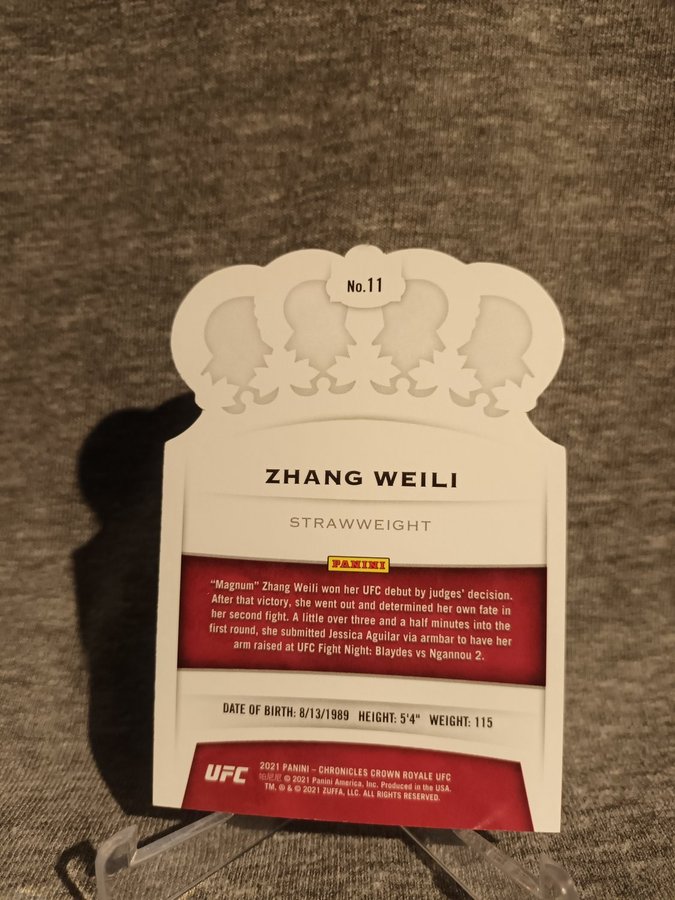 No.11
ZHANG WEILI
STRAWWEIGHT
PANINI
"Magnum" Zhang Weili won her UFC debut by judges' decision.
After that victory, she went out and determined her own fate in
her second fight. A little over three and a half minutes into the
first round, she submitted Jessica Aguilar via armbar to have her
arm raised at UFC Fight Night: Blaydes vs Ngannou 2.
DATE OF BIRTH: 8/13/1989 HEIGHT: 5'4" WEIGHT: 115
UFC
2021 PANINI – CHRONICLES CROWN ROYALE UFC
帕尼尼 © 2021 Panini America, Inc. Produced in the USA.
TM, ® & © 2021 ZUFFA, LLC. ALL RIGHTS RESERVED.